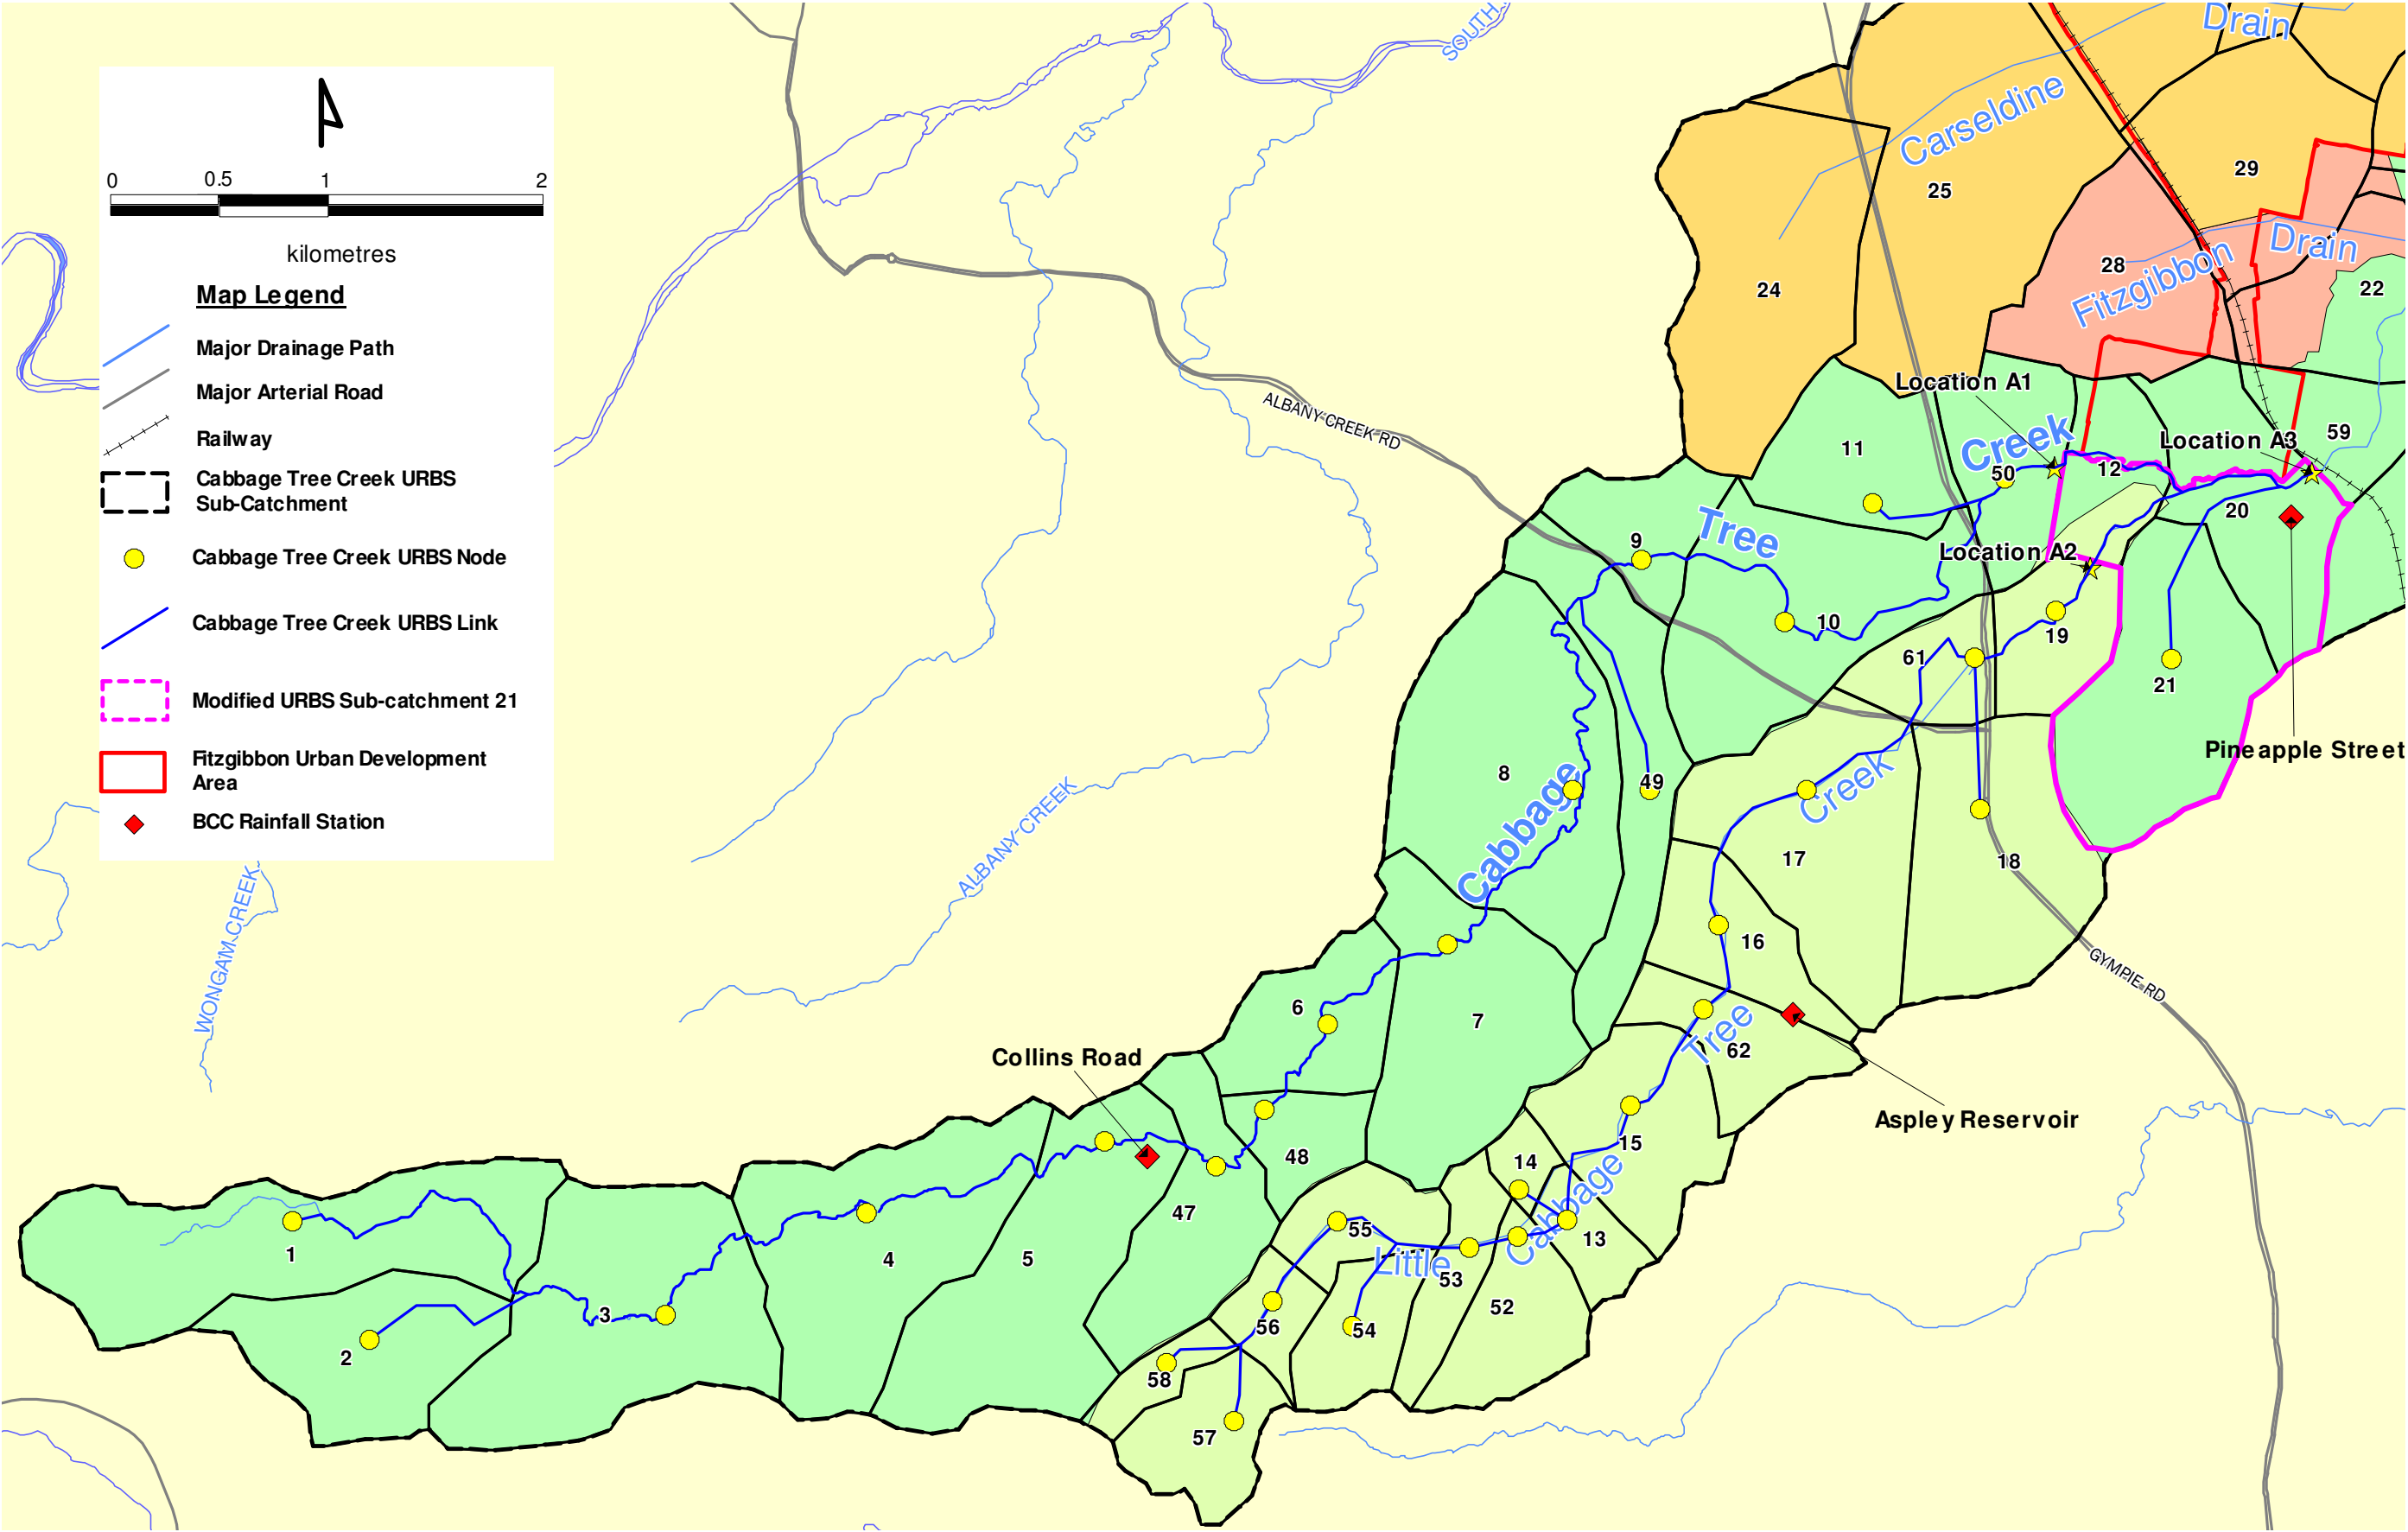 SOUTH
Drain
0 0.5 1 2
kilometres
Map Legend
Major Drainage Path
Major Arterial Road
Railway
Cabbage Tree Creek URBS
Sub-Catchment
Cabbage Tree Creek URBS Node
Cabbage Tree Creek URBS Link
Modified URBS Sub-catchment 21
Fitzgibbon Urban Development
Area
BCC Rainfall Station
Carseldine
25
29
24
28
Fitzgibbon
Drain
22
ALBANY CREEK RD
Location A1
11
Creek
50
12
Location A3
59
20
Tree
9
Location A2
10
19
61
21
Pineapple Street
8
49
Cabbage
Creek
17
18
ALBANY CREEK
WONGAM CREEK
16
GYMPIE RD
6
7
Tree
62
Collins Road
Aspley Reservoir
48
14
15
Cabbage
47
55
13
Little
53
1
4
5
52
3
56
54
2
58
57